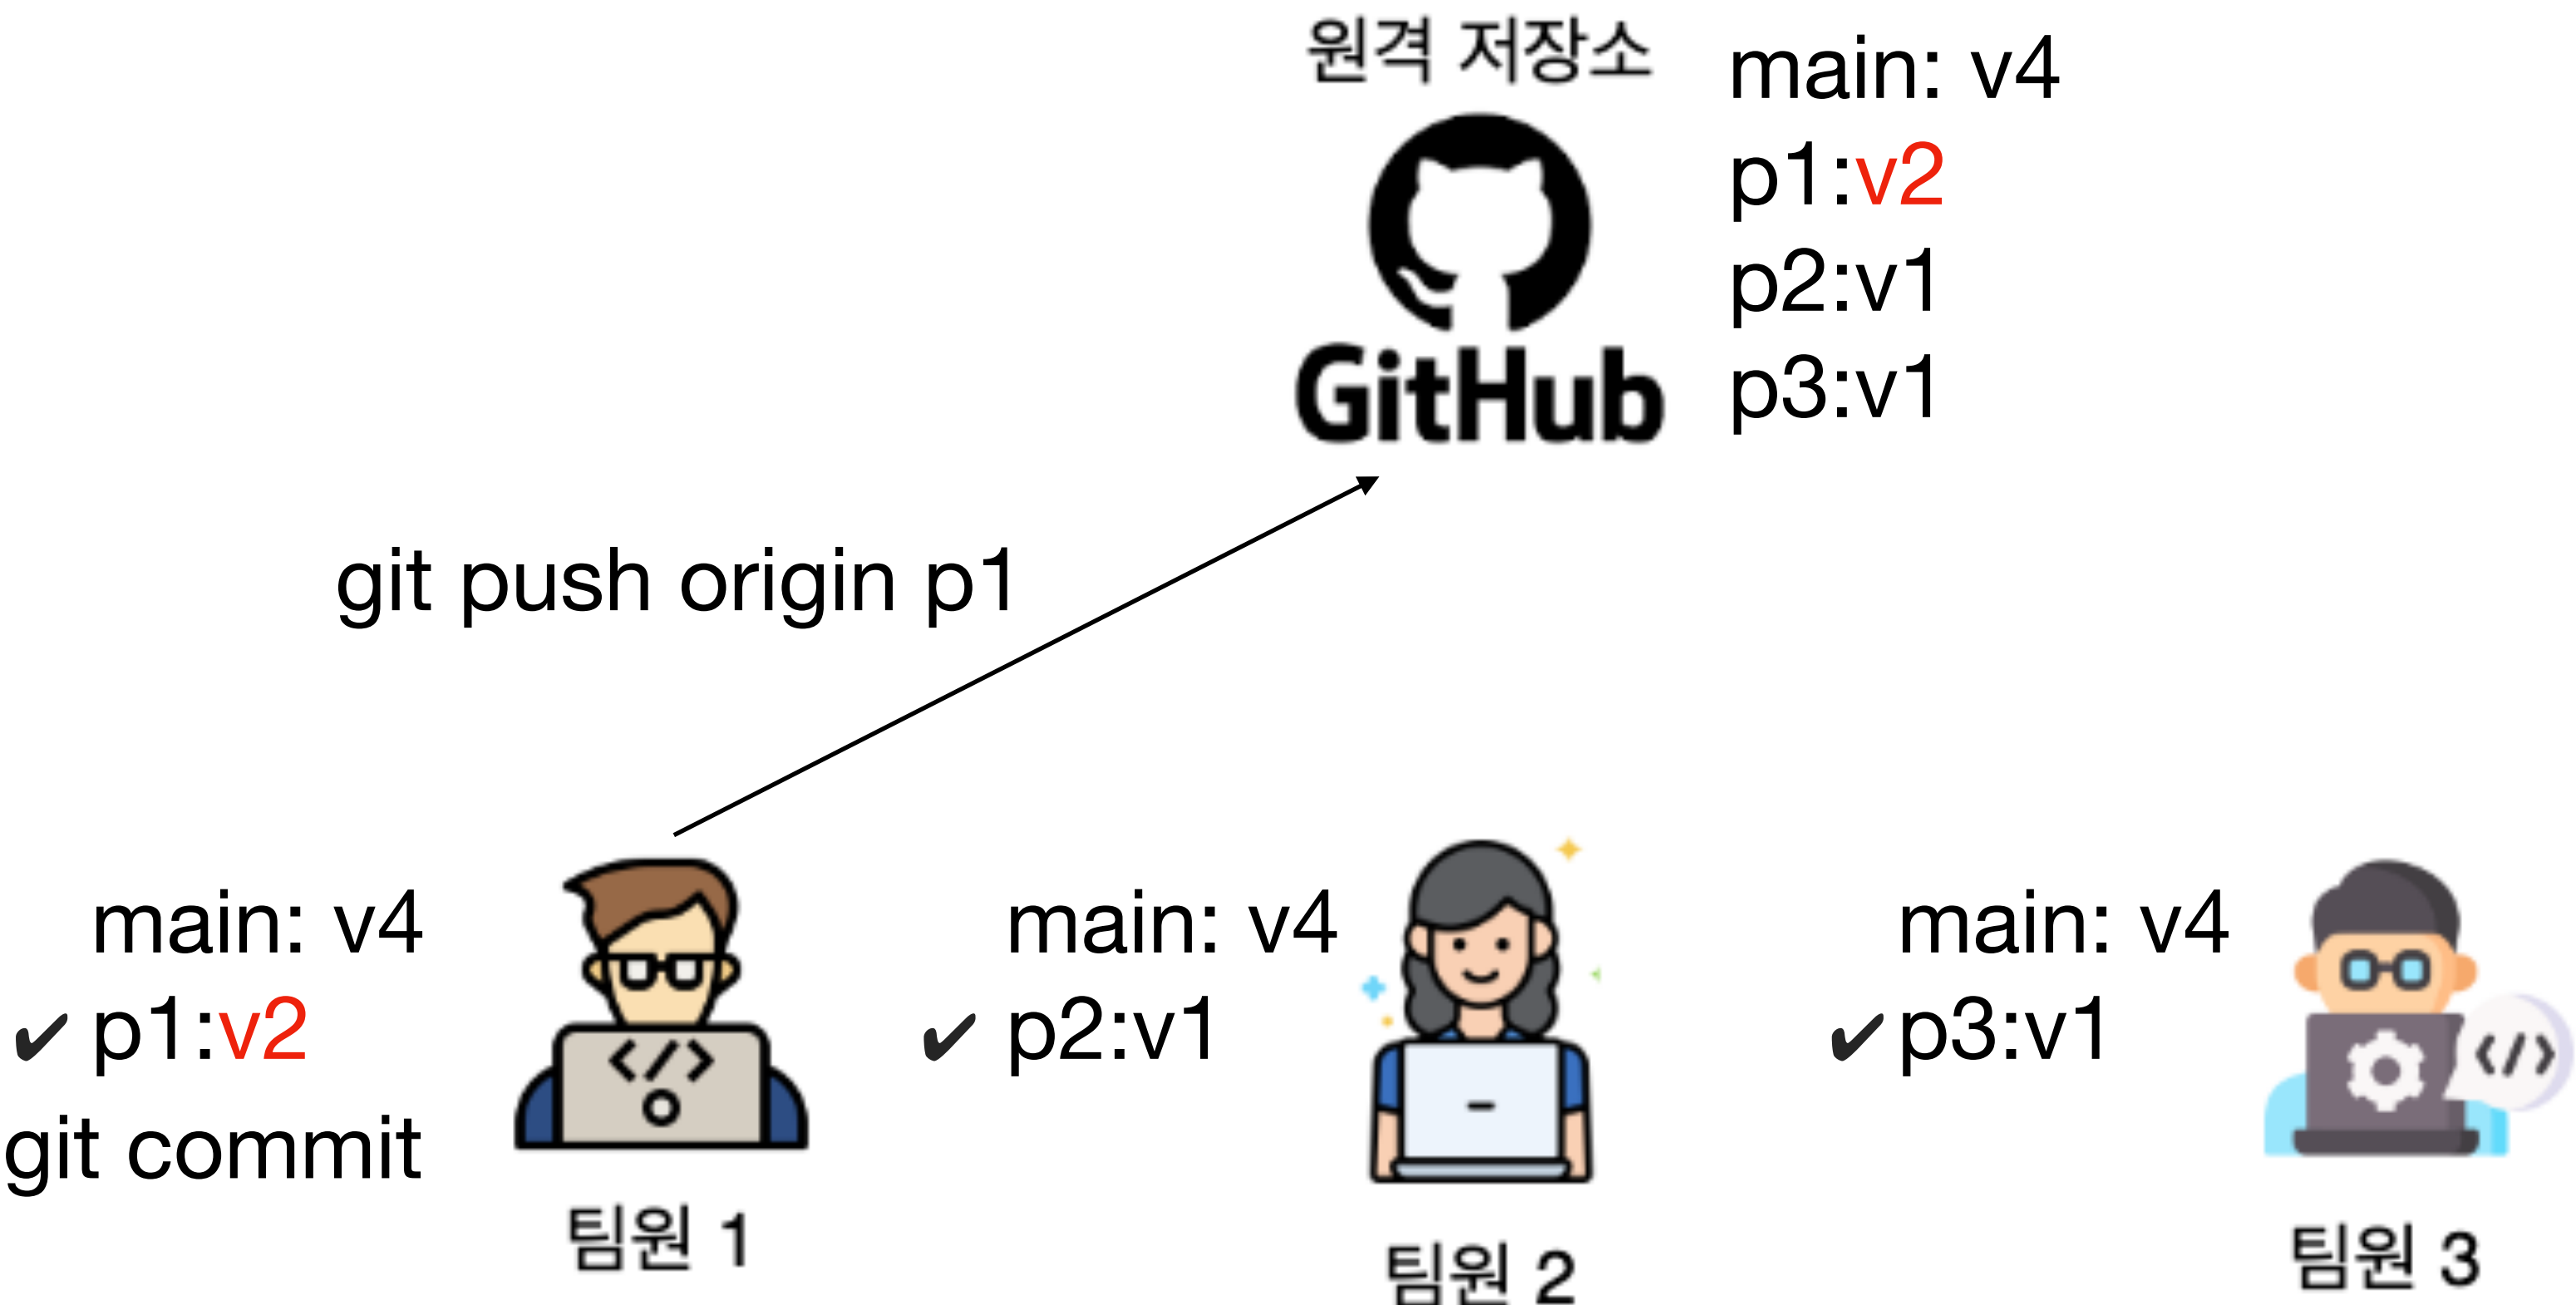 원격 저장소
main: v4
p1:v2
p2:v1
p3:v1
GitHub
git push origin p1
main: v4
✔ p1:v2
git commit
</>
팀원 1
main: v4
✔ p2:v1
팀원 2
main: v4
✔ p3:v1
</>
팀원 3